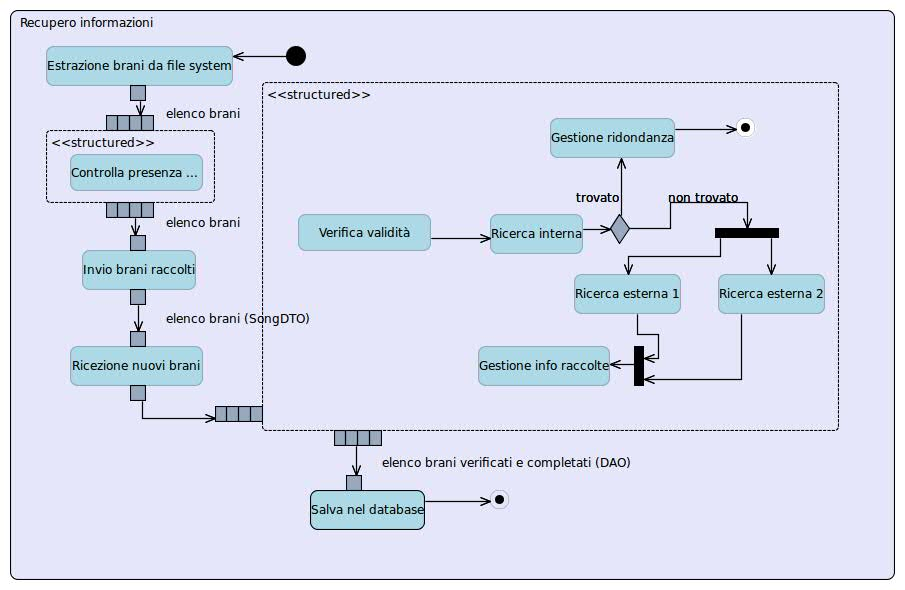 Recupero informazioni
Estrazione brani da file system
elenco brani
<<structured>>
Controlla presenza ...
elenco brani
Invio brani raccolti
elenco brani (SongDTO)
Ricezione nuovi brani
<<structured>>
Gestione ridondanza
trovato
non trovato
Verifica validità
Ricerca interna
Ricerca esterna 1
Ricerca esterna 2
Gestione info raccolte
elenco brani verificati e completati (DAO)
Salva nel database